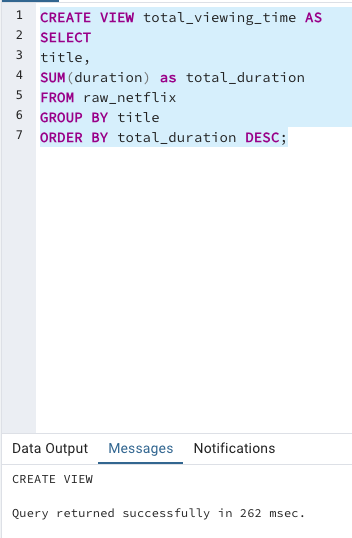 1 CREATE VIEW total_viewing_time AS
2 SELECT
3 title,
4 SUM(duration) as total_duration
5 FROM raw_netflix
6 GROUP BY title
7 ORDER BY total_duration DESC;
Data Output Messages Notifications
CREATE VIEW
Query returned successfully in 262 msec.